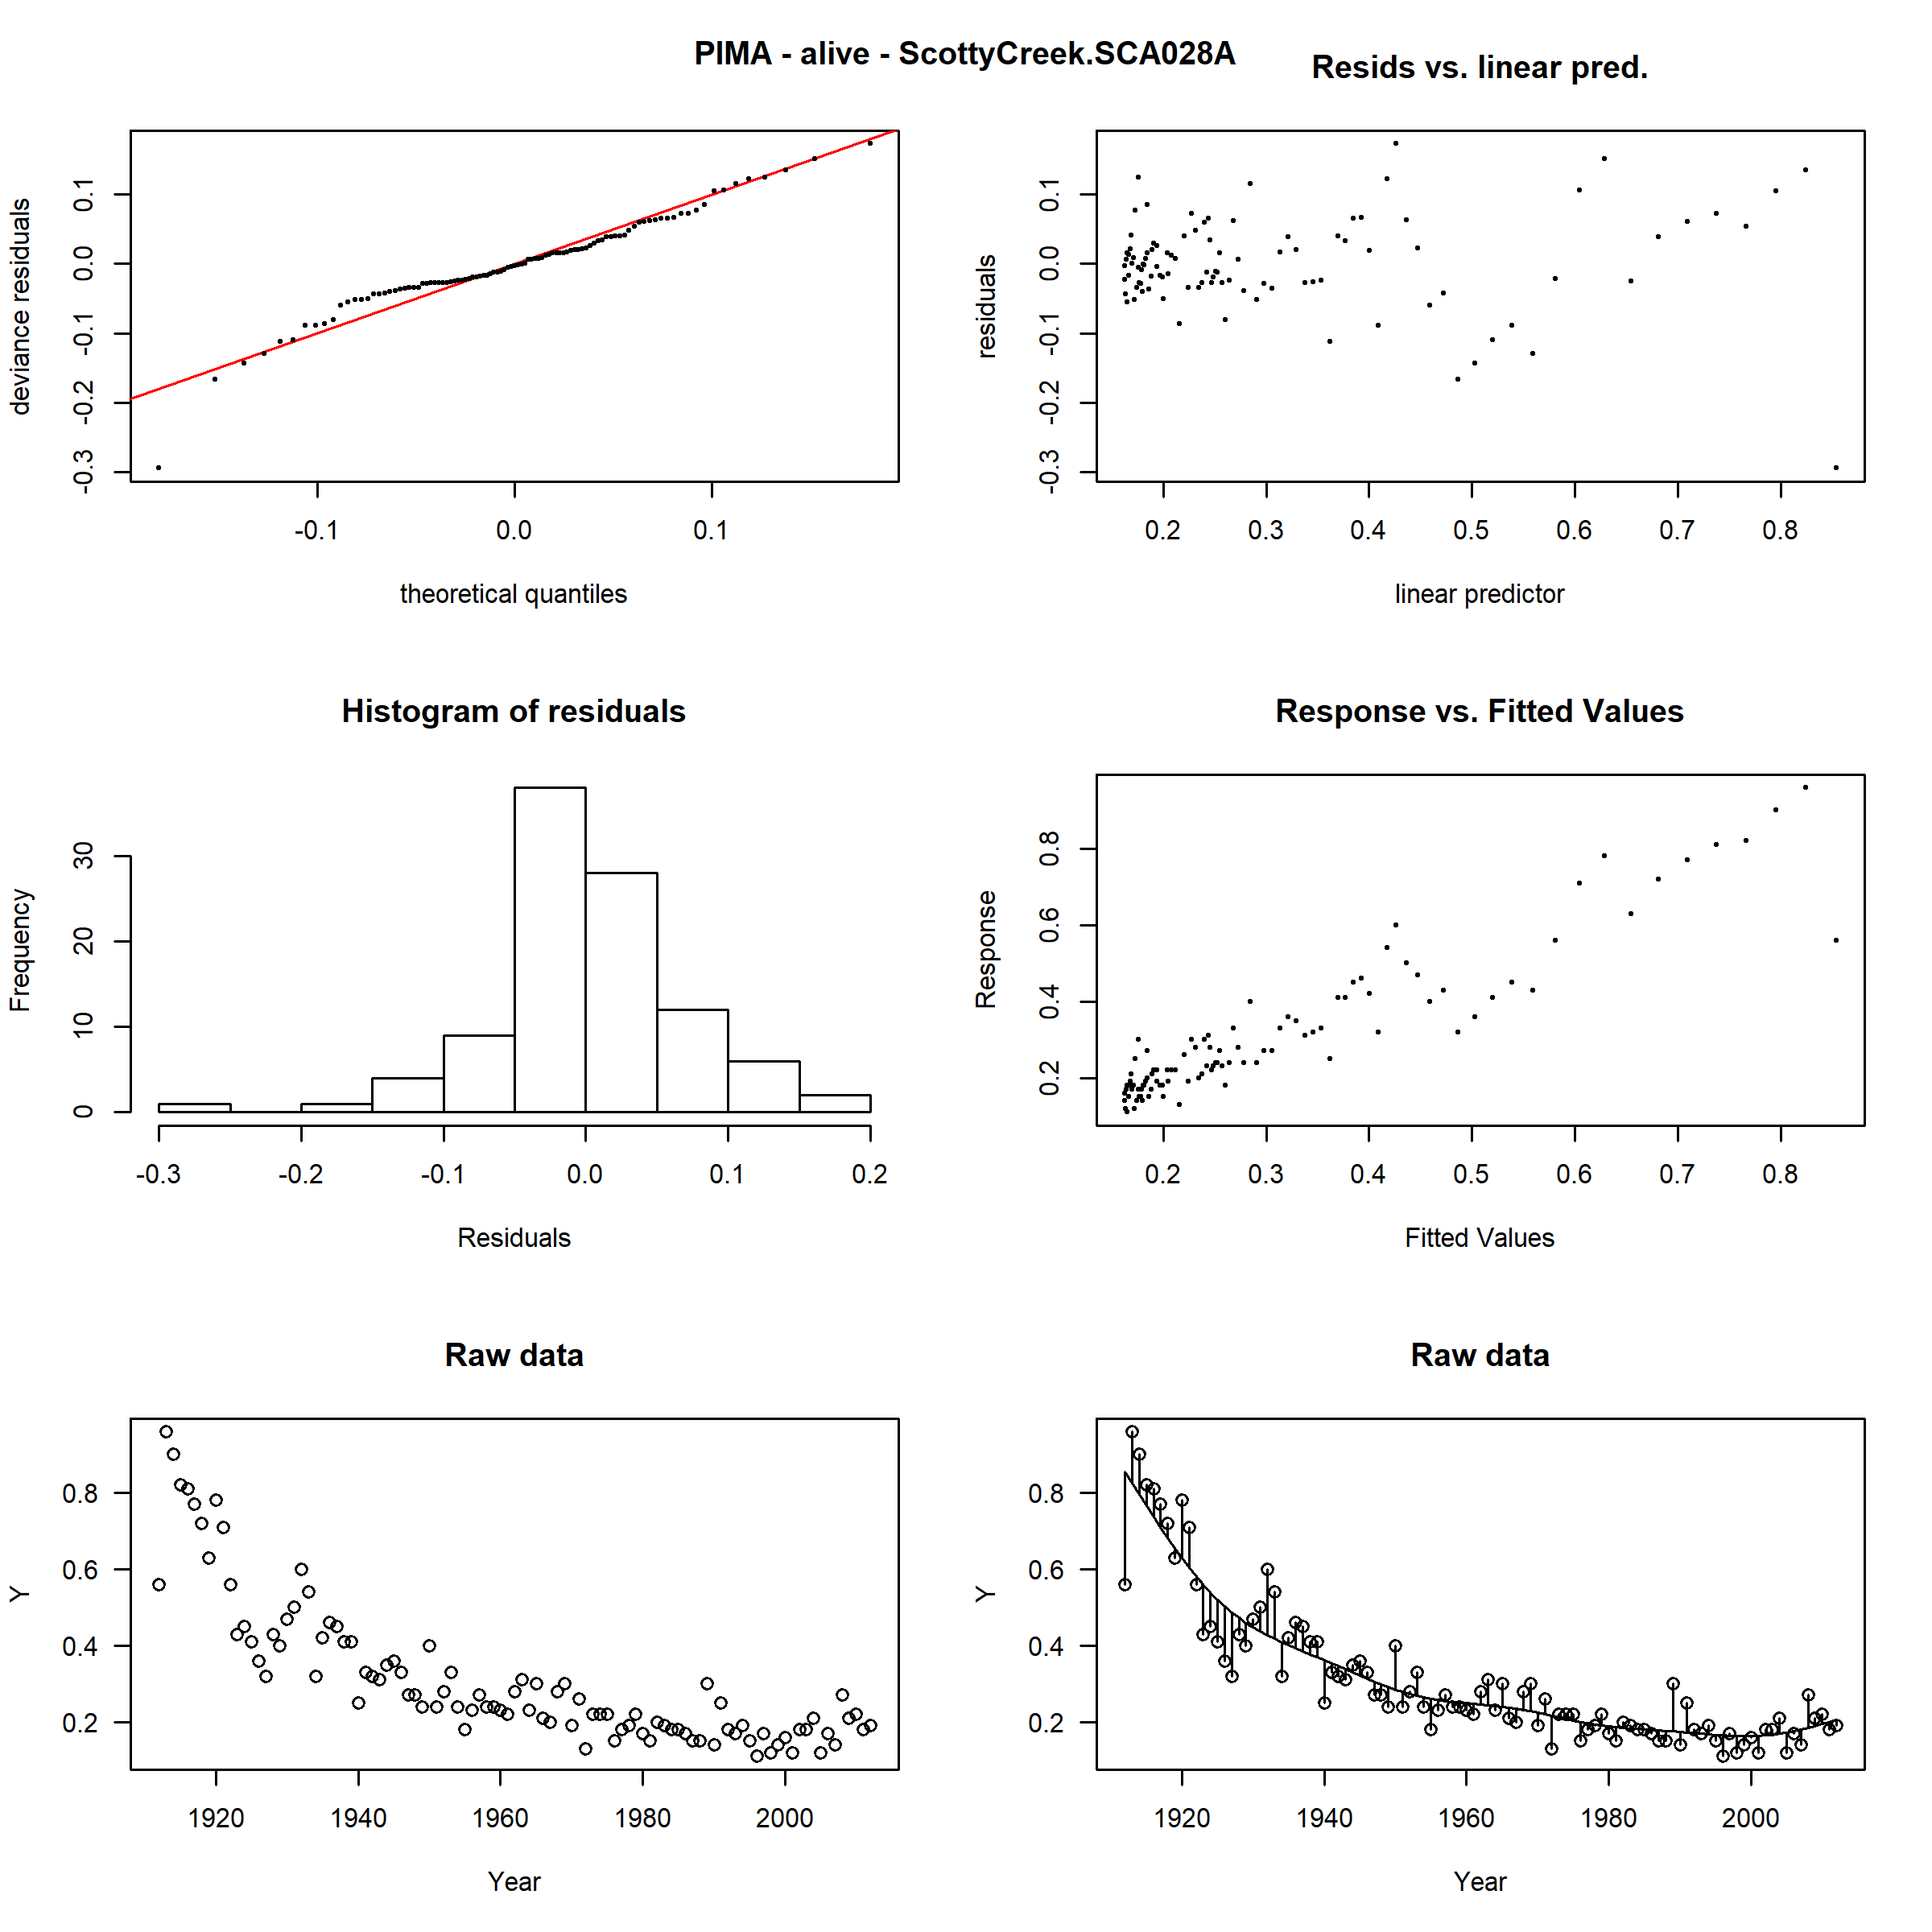 PIMA - alive - ScottyCreek.SCA028A
Resids vs. linear pred.
deviance residuals
-0.3 -0.2 -0.1 0.0 0.1
-0.1 0.0 0.1
theoretical quantiles
residuals
-0.3 -0.2 -0.1 0.0 0.1
0.2 0.3 0.4 0.5 0.6 0.7 0.8
linear predictor
Histogram of residuals
Frequency
0 10 20 30
-0.3 -0.2 -0.1 0.0 0.1 0.2
Residuals
Response vs. Fitted Values
Response
0.2 0.4 0.6 0.8
0.2 0.3 0.4 0.5 0.6 0.7 0.8
Fitted Values
Raw data
Y
0.8
0.6
0.4
0.2
1920 1940 1960 1980 2000
Year
Raw data
Y
0.8
0.6
0.4
0.2
1920 1940 1960 1980 2000
Year